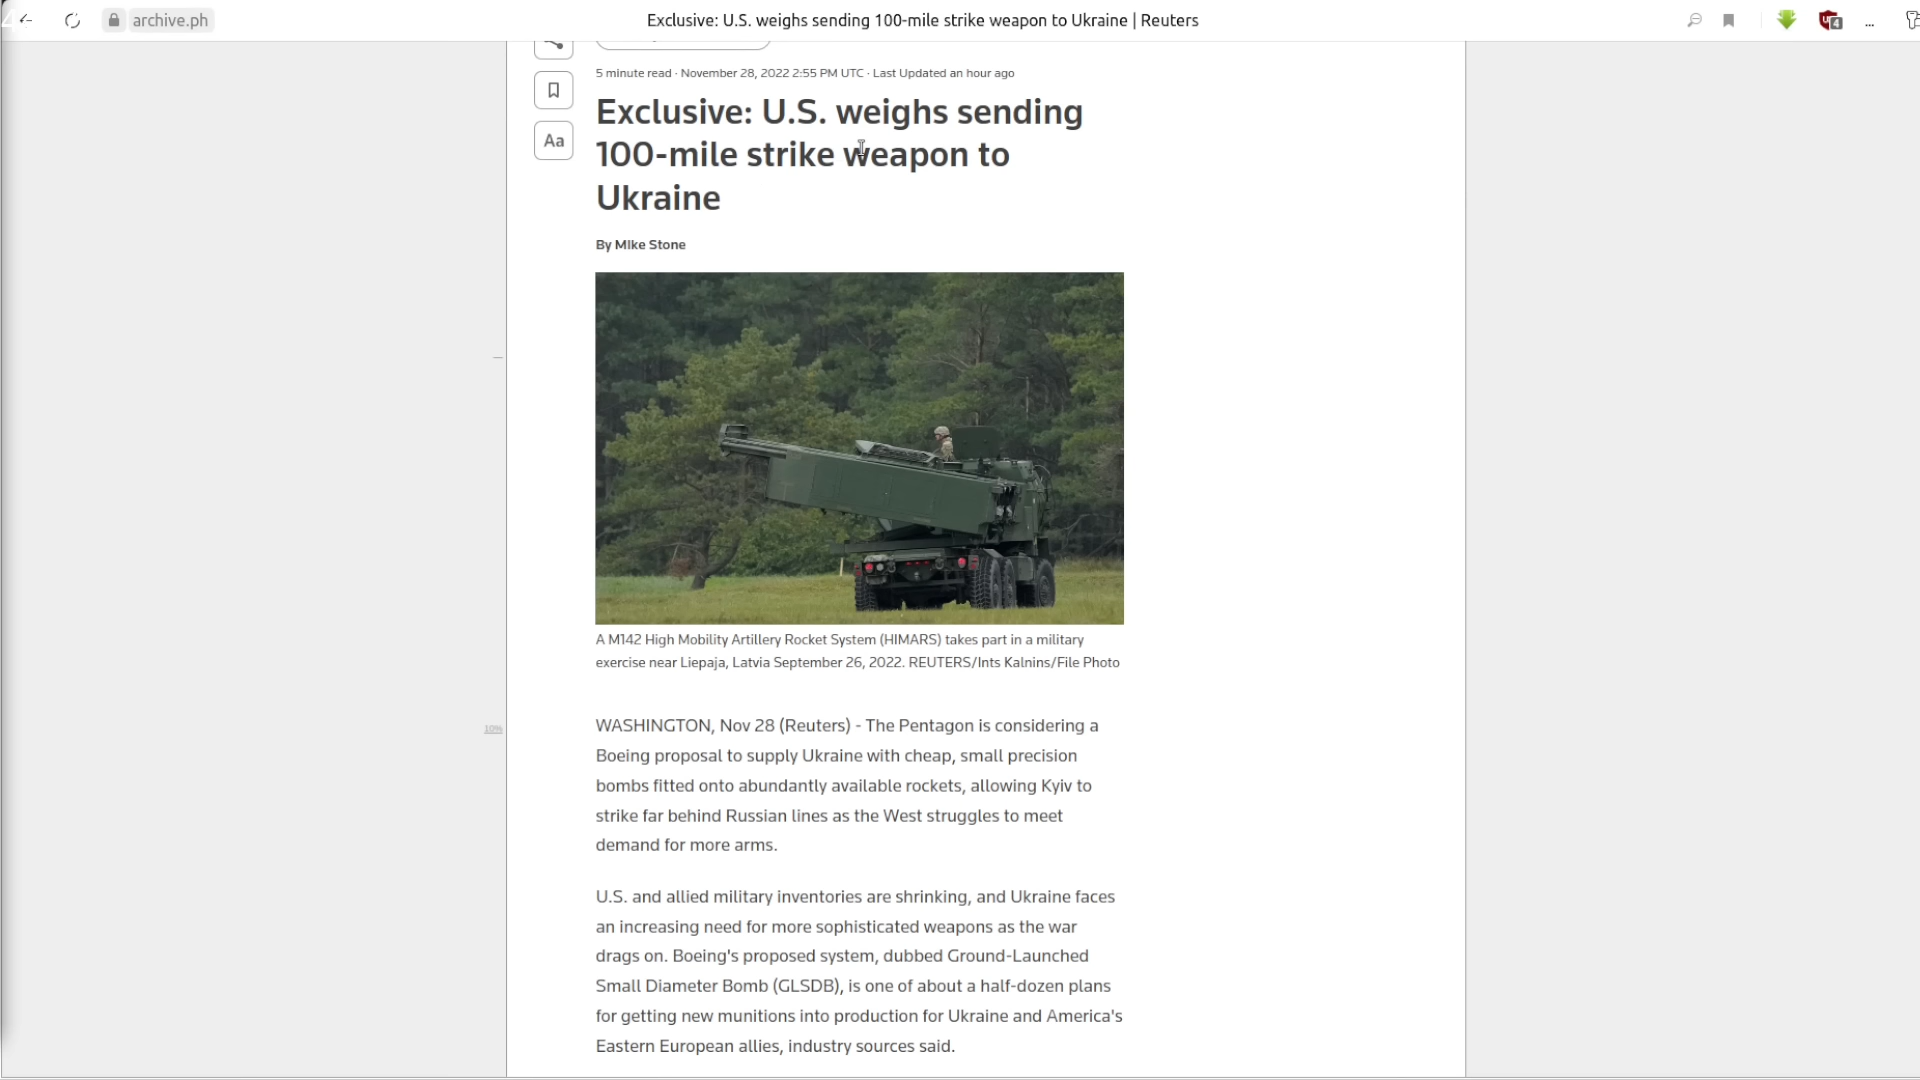 archive.ph
Exclusive: U.S. weighs sending 100-mile strike weapon to Ukraine | Reuters
4
...
5 minute read · November 28, 2022 2:55 PM UTC · Last Updated an hour ago
Exclusive: U.S. weighs sending
100-mile strike weapon to
Ukraine
Aa
By Mike Stone
A M142 High Mobility Artillery Rocket System (HIMARS) takes part in a military
exercise near Liepaja, Latvia September 26, 2022. REUTERS/Ints Kalnins/File Photo
10%
WASHINGTON, Nov 28 (Reuters) - The Pentagon is considering a
Boeing proposal to supply Ukraine with cheap, small precision
bombs fitted onto abundantly available rockets, allowing Kyiv to
strike far behind Russian lines as the West struggles to meet
demand for more arms.
U.S. and allied military inventories are shrinking, and Ukraine faces
an increasing need for more sophisticated weapons as the war
drags on. Boeing's proposed system, dubbed Ground-Launched
Small Diameter Bomb (GLSDB), is one of about a half-dozen plans
for getting new munitions into production for Ukraine and America's
Eastern European allies, industry sources said.